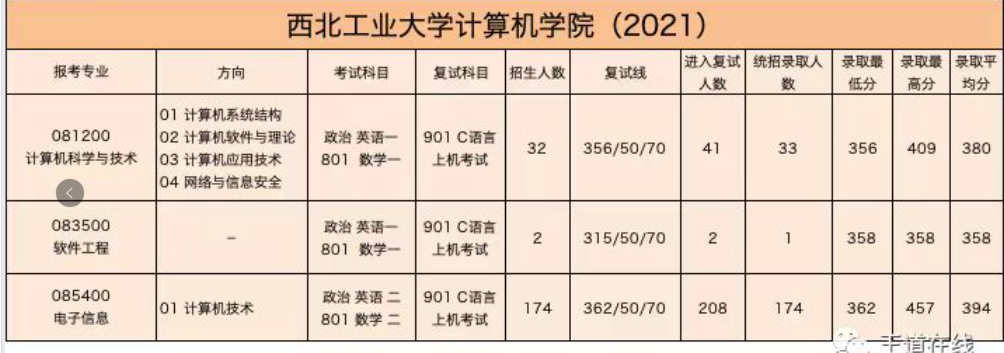 西北工业大学计算机学院（2021）
报考专业 方向 考试科目 复试科目 招生人数 复试线 进入复试人数 统招录取人数 录取最低分 录取最高分 录取平均分
081200
计算机科学与技术
01 计算机系统结构
02 计算机软件与理论
03 计算机应用技术
04 网络与信息安全
政治 英语一
801 数学一
901 C语言
上机考试
32 356/50/70 41 33 356 409 380
083500
软件工程
–
政治 英语一
801 数学一
901 C语言
上机考试
2 315/50/70 2 1 358 358 358
085400
电子信息
01 计算机技术
政治 英语 二
801 数学 二
901 C语言
上机考试
174 362/50/70 208 174 362 457 394